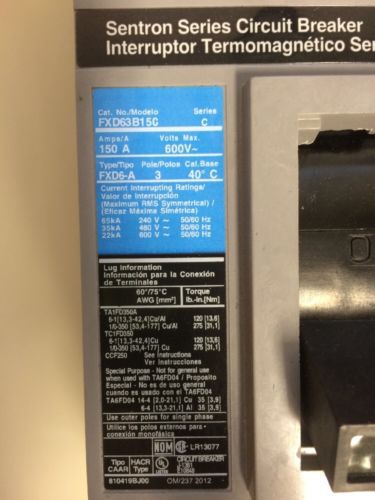 Sentron Series Circuit Breaker
Interruptor Termomagnético Ser
Cat. No./Modelo Series
FXD63B150 C
Amps/A Volts Max.
150 A 600V~
Type/Tipo Pole/Polos Cal.Base
FXD6-A 3 40° C
Current Interrupting Ratings/
Valor de Interrupción
(Maximum RMS Symmetrical) /
(Eficaz Máxima Simétrica)
65kA 240 V ~ 50/60 Hz
35kA 480 V ~ 50/60 Hz
22kA 600 V ~ 50/60 Hz
Lug Information
Información para la Conexión
de Terminales
60°/75°C Torque
AWG [mm²] Lb.-In.[Nm]
TA1FD350A
6-1[13,3-42,4]Cu/Al 120 [13,6]
1/0-350 [53,4-177] Cu/Al 275 [31,1]
TC1FD350
6-1[13,3-42,4]Cu 120 [13,6]
1/0-350 [53,4-177] Cu 275 [31,1]
CCF250 See instructions
Ver Instrucciones
Special Purpose - Not for general use
when used with TA6FD04 / Proposito
Especial - No es de uso general
cuando es usado con el TA6FD04
TA6FD04 14-4 [2,0-21,1] Cu 35 [3,9]
6-4 [13,3-21,1] Al 35 [3,9]
Use outer poles for single phase
Utilice los polos externos para
conexión monofásica
NOM LR13077
Tipo HACR
CAAR Type
UL LISTED CIRCUIT BREAKER
J-1361
E10848
810419BJ00 OM/237 2012